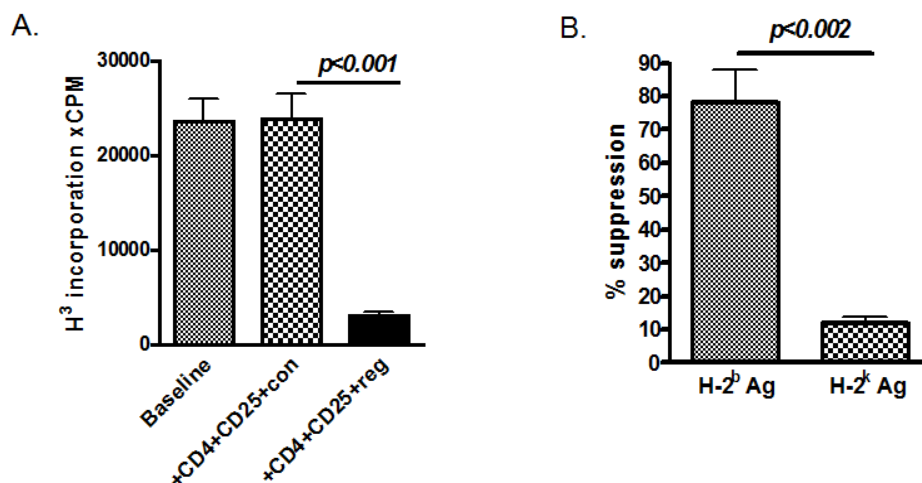 A.
p<0.001
30000
20000
10000
0
H³ incorporation xCPM
Baseline
+CD4+CD25+con
+CD4+CD25+reg
B.
p<0.002
90
80
70
60
50
40
30
20
10
0
% suppression
H-2ᵇ Ag
H-2ᵏ Ag